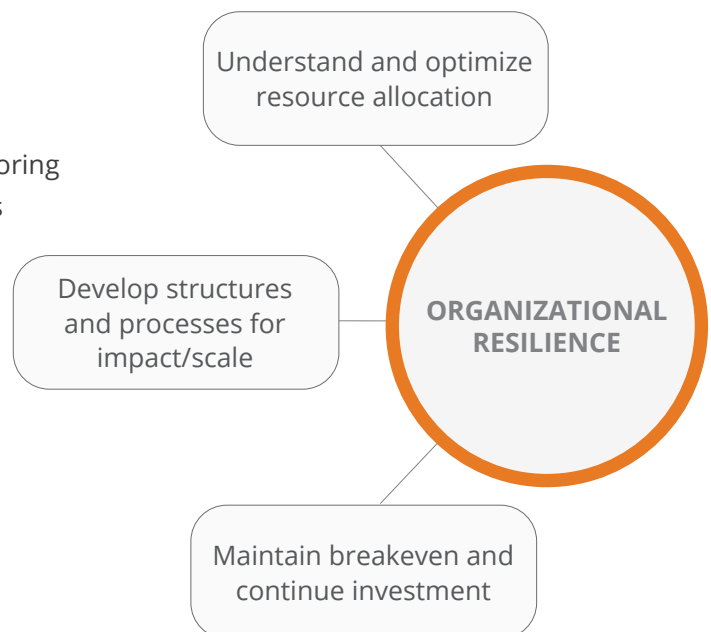 Understand and optimize
resource allocation
oring
s
Develop structures
and processes for
impact/scale
ORGANIZATIONAL
RESILIENCE
Maintain breakeven and
continue investment